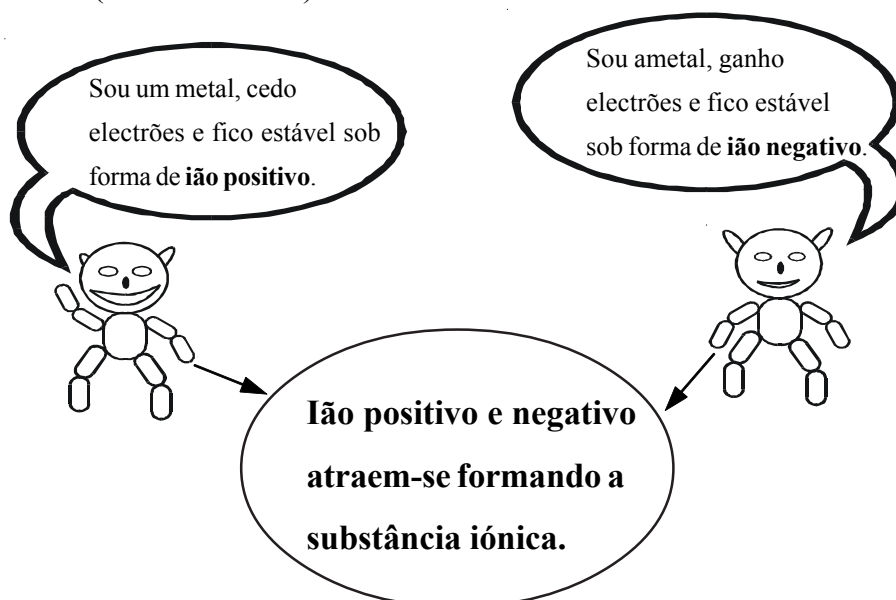 Sou um metal, cedo
electrões e fico estável sob
forma de ião positivo.
Sou ametal, ganho
electrões e fico estável
sob forma de ião negativo.
Ião positivo e negativo
atraem-se formando a
substância iónica.